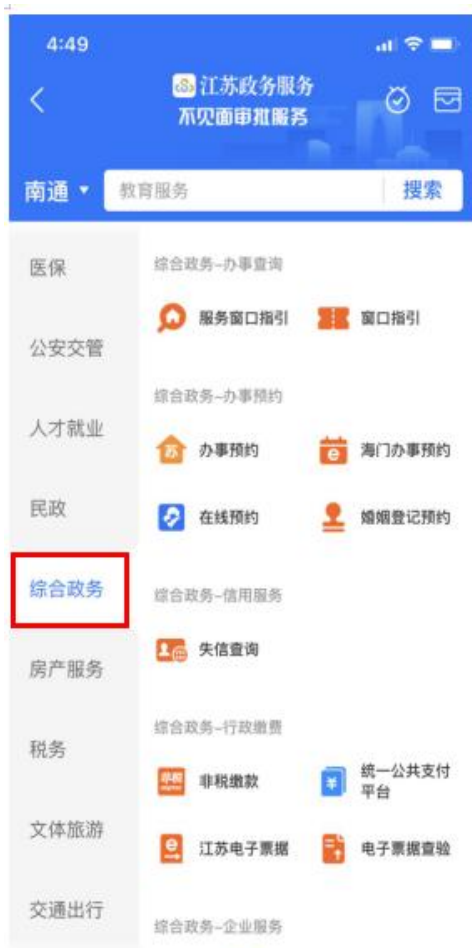 4:49
江苏政务服务
不见面审批服务
南通
教育服务
搜索
医保
公安交管
人才就业
民政
综合政务
房产服务
税务
文体旅游
交通出行
综合政务-办事查询
服务窗口指引
窗口指引
综合政务-办事预约
苏
办事预约
海门办事预约
在线预约
婚姻登记预约
综合政务-信用服务
失信查询
综合政务-行政缴费
非税
非税缴款
¥
统一公共支付
平台
江苏电子票据
电子票据查验
综合政务-企业服务